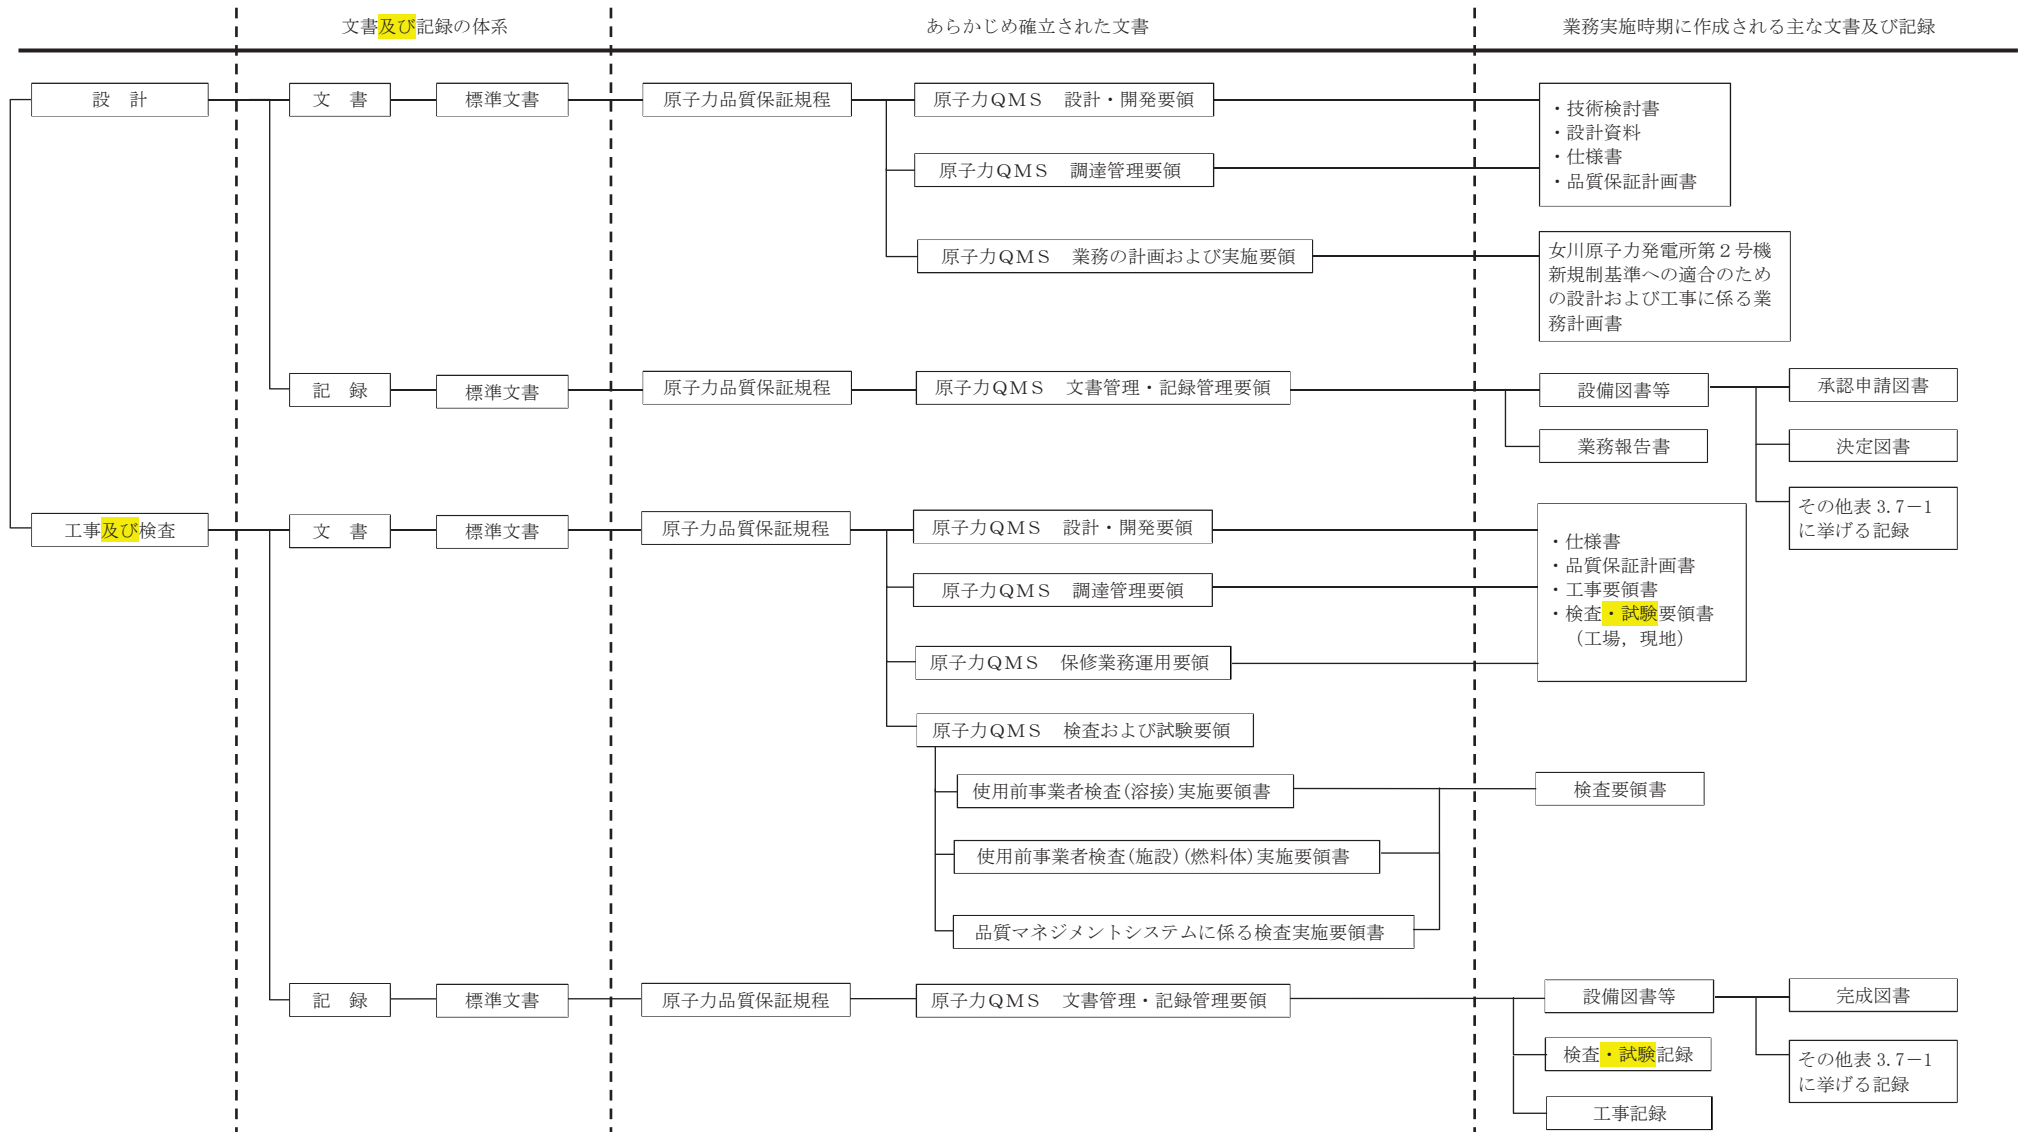 文書及び記録の体系
あらかじめ確立された文書
業務実施時期に作成される主な文書及び記録
設　計
文　書
標準文書
原子力品質保証規程
原子力QMS　設計・開発要領
・技術検討書
・設計資料
・仕様書
・品質保証計画書
原子力QMS　調達管理要領
原子力QMS　業務の計画および実施要領
女川原子力発電所第２号機
新規制基準への適合のため
の設計および工事に係る業
務計画書
記　録
標準文書
原子力品質保証規程
原子力QMS　文書管理・記録管理要領
設備図書等
承認申請図書
業務報告書
決定図書
その他表 3.7－1
に挙げる記録
工事及び検査
文　書
標準文書
原子力品質保証規程
原子力QMS　設計・開発要領
・仕様書
・品質保証計画書
・工事要領書
・検査・試験要領書
（工場，現地）
原子力QMS　調達管理要領
原子力QMS　保修業務運用要領
原子力QMS　検査および試験要領
使用前事業者検査(溶接)実施要領書
検査要領書
使用前事業者検査(施設)(燃料体)実施要領書
品質マネジメントシステムに係る検査実施要領書
記　録
標準文書
原子力品質保証規程
原子力QMS　文書管理・記録管理要領
設備図書等
完成図書
検査・試験記録
その他表 3.7－1
に挙げる記録
工事記録